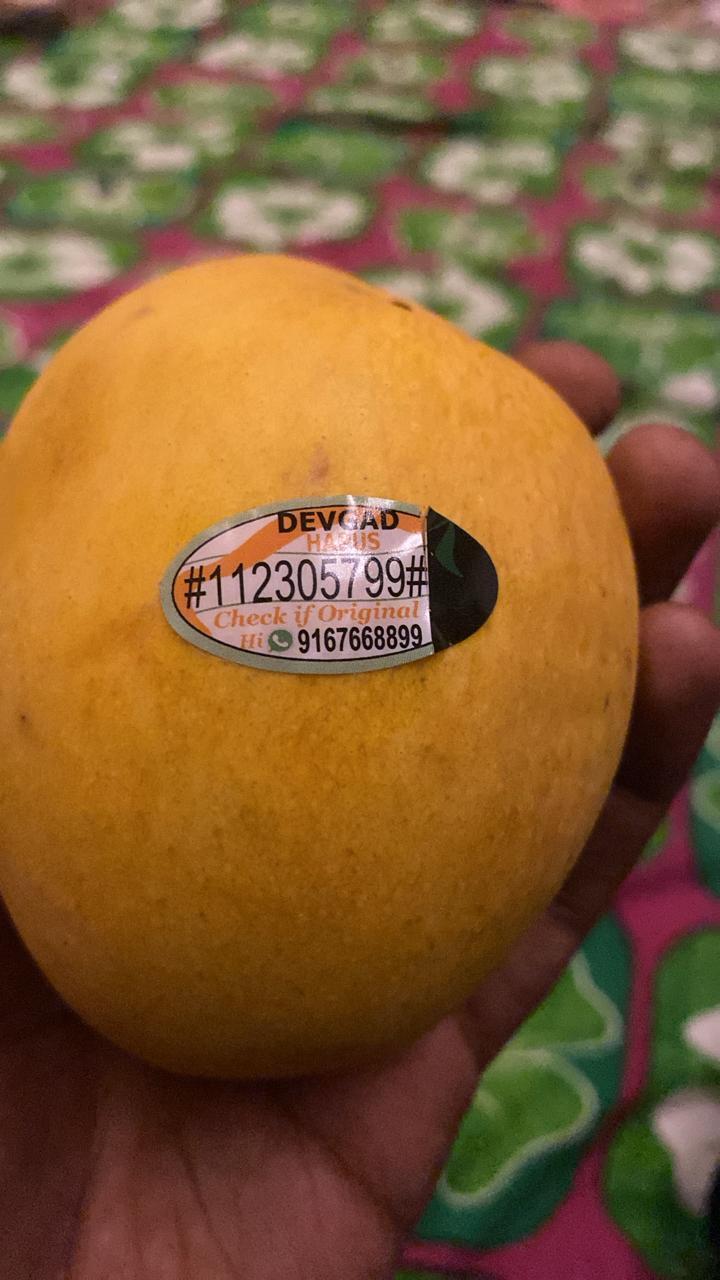 DEVGAD
HAPUS
#112305799#
Check if Original
Hi 9167668899